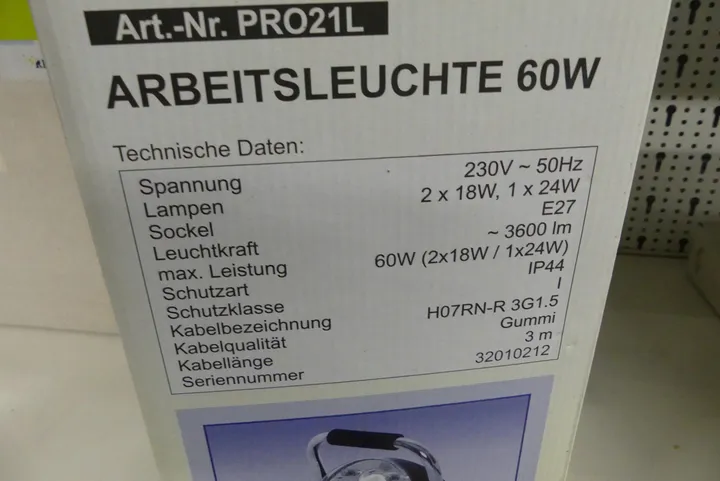 Art.-Nr. PRO21L
ARBEITSLEUCHTE 60W
Technische Daten:
Spannung 230V ~ 50Hz
Lampen 2 x 18W, 1 x 24W
Sockel E27
Leuchtkraft ~ 3600 lm
max. Leistung 60W (2x18W / 1x24W)
Schutzart IP44
Schutzklasse I
Kabelbezeichnung H07RN-R 3G1.5
Kabelqualität Gummi
Kabellänge 3 m
Seriennummer 32010212